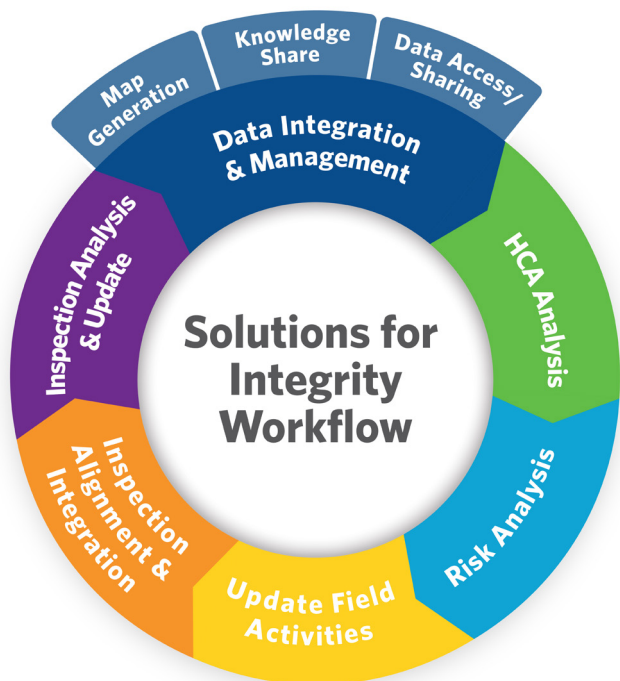 Map
Generation
Knowledge
Share
Data Access/
Sharing
Data Integration
& Management
HCA Analysis
Risk Analysis
Update Field
Activities
Inspection
Alignment &
Integration
Inspection Analysis
& Update
Solutions for
Integrity
Workflow